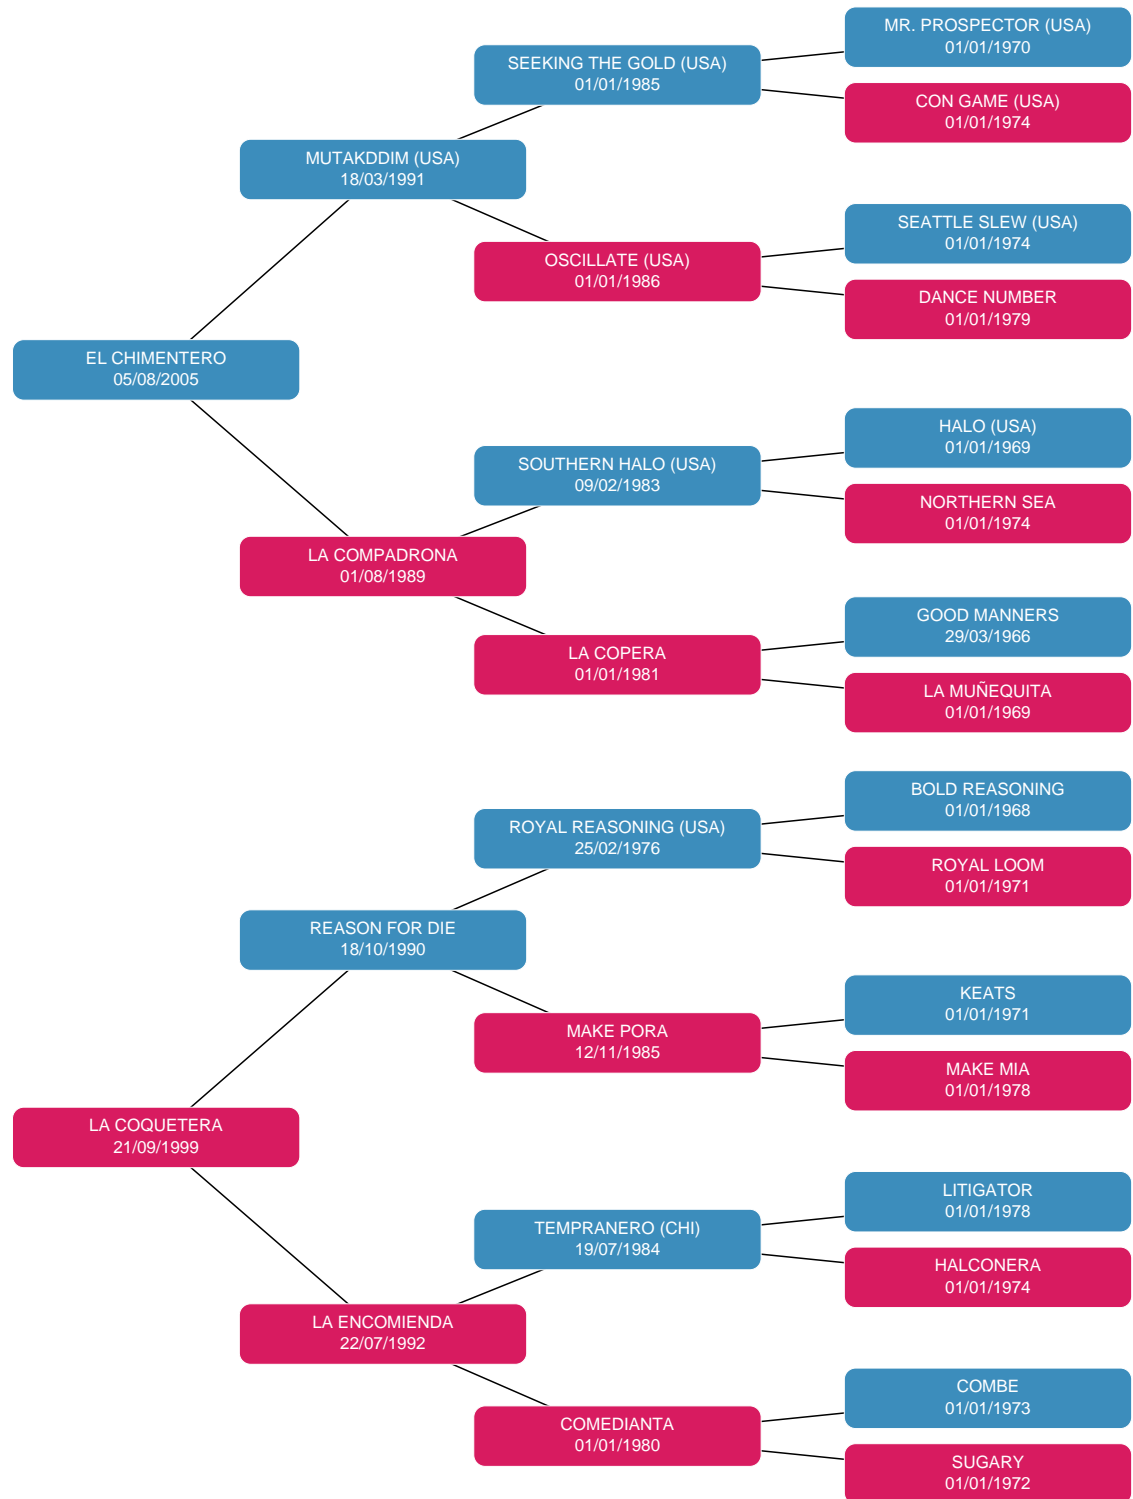 MR. PROSPECTOR (USA)
01/01/1970
SEEKING THE GOLD (USA)
01/01/1985
CON GAME (USA)
01/01/1974
MUTAKDDIM (USA)
18/03/1991
SEATTLE SLEW (USA)
01/01/1974
OSCILLATE (USA)
01/01/1986
DANCE NUMBER
01/01/1979
EL CHIMENTERO
05/08/2005
HALO (USA)
01/01/1969
SOUTHERN HALO (USA)
09/02/1983
NORTHERN SEA
01/01/1974
LA COMPADRONA
01/08/1989
GOOD MANNERS
29/03/1966
LA COPERA
01/01/1981
LA MUÑEQUITA
01/01/1969
BOLD REASONING
01/01/1968
ROYAL REASONING (USA)
25/02/1976
ROYAL LOOM
01/01/1971
REASON FOR DIE
18/10/1990
KEATS
01/01/1971
MAKE PORA
12/11/1985
MAKE MIA
01/01/1978
LA COQUETERA
21/09/1999
LITIGATOR
01/01/1978
TEMPRANERO (CHI)
19/07/1984
HALCONERA
01/01/1974
LA ENCOMIENDA
22/07/1992
COMBE
01/01/1973
COMEDIANTA
01/01/1980
SUGARY
01/01/1972